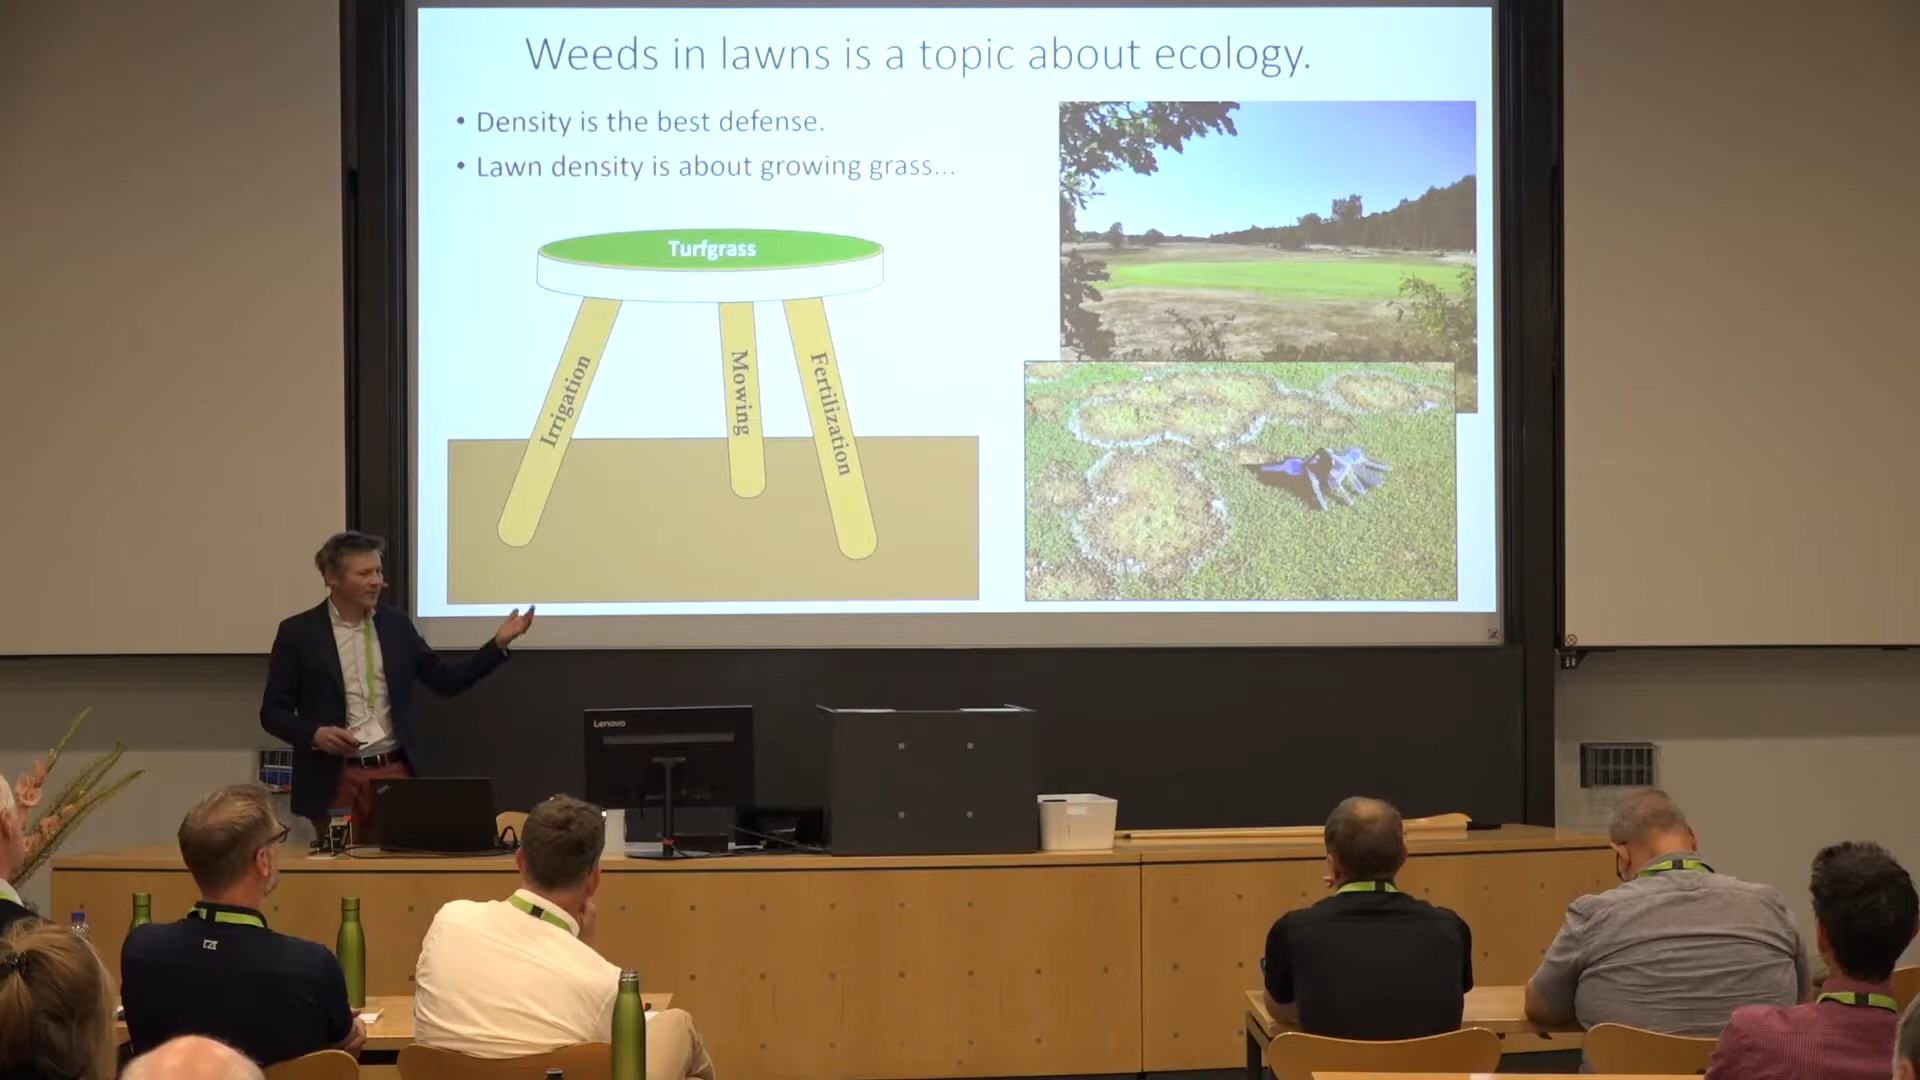 Weeds in lawns is a topic about ecology.
• Density is the best defense.
• Lawn density is about growing grass...
Turfgrass
Irrigation
Mowing
Fertilization
Lenovo